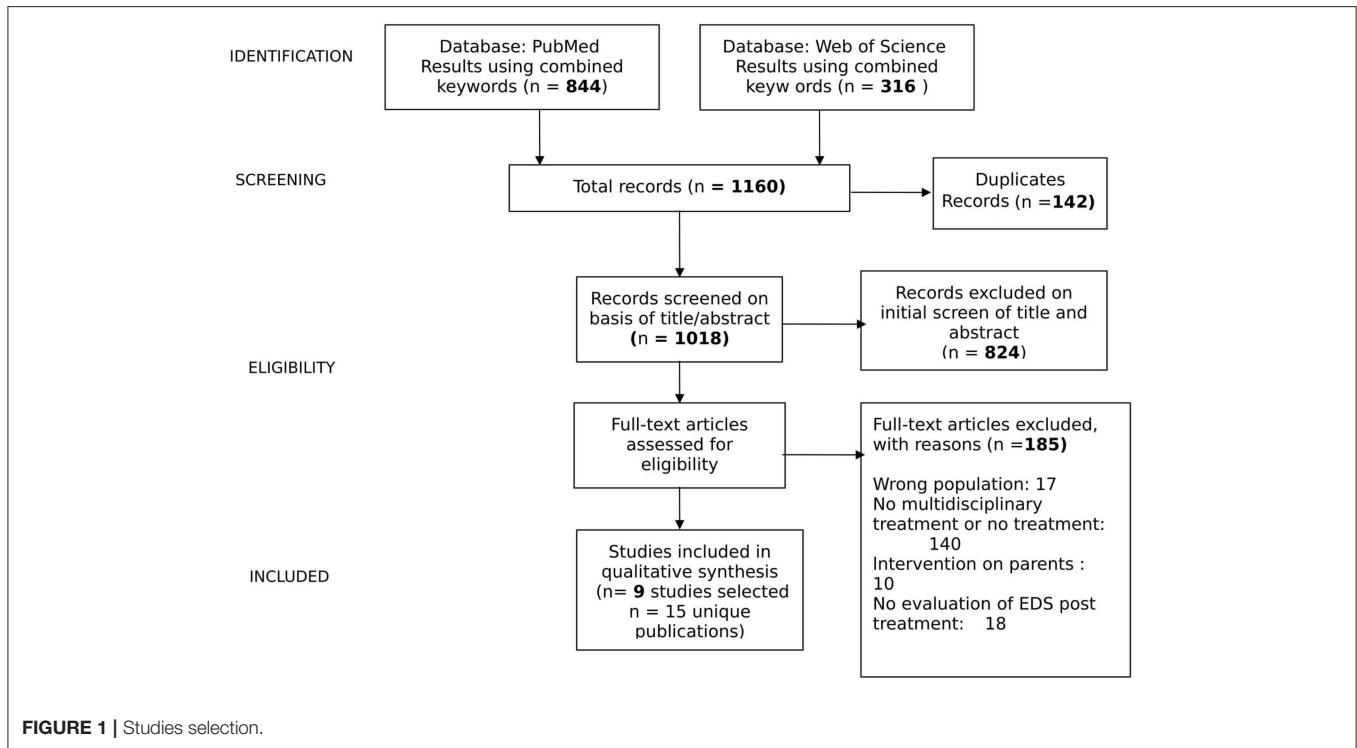 IDENTIFICATION
Database: PubMed
Results using combined
keywords (n = 844)
Database: Web of Science
Results using combined
keyw ords (n = 316 )
SCREENING
Total records (n = 1160)
Duplicates
Records (n =142)
Records screened on
basis of title/abstract
(n = 1018)
Records excluded on
initial screen of title and
abstract
(n = 824)
ELIGIBILITY
Full-text articles
assessed for
eligibility
Full-text articles excluded,
with reasons (n =185)
Wrong population: 17
No multidisciplinary
treatment or no treatment:
140
Intervention on parents :
10
No evaluation of EDS post
treatment: 18
INCLUDED
Studies included in
qualitative synthesis
(n= 9 studies selected
n = 15 unique
publications)
FIGURE 1 | Studies selection.